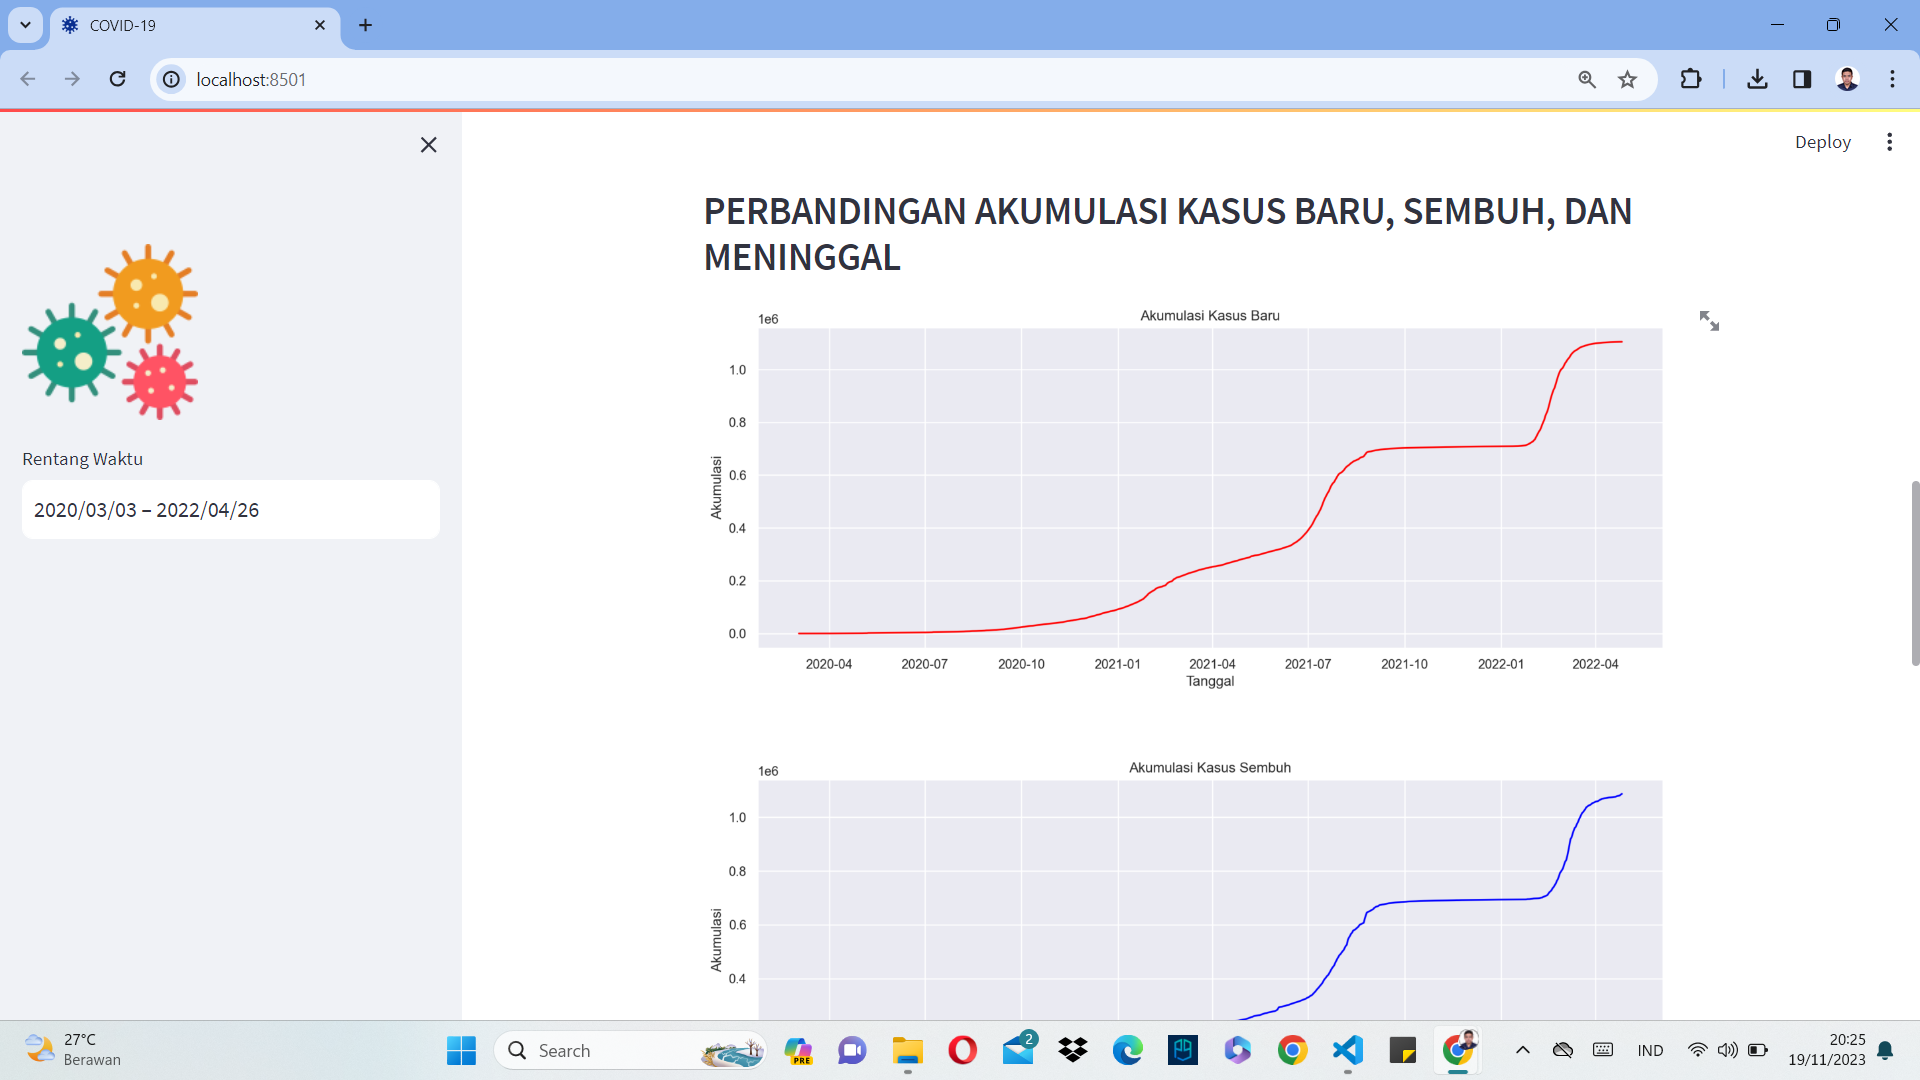 COVID-19
localhost:8501
Deploy
Rentang Waktu
2020/03/03 – 2022/04/26
PERBANDINGAN AKUMULASI KASUS BARU, SEMBUH, DAN
MENINGGAL
Akumulasi Kasus Baru
1e6
1.0
0.8
0.6
0.4
0.2
0.0
Akumulasi
2020-04 2020-07 2020-10 2021-01 2021-04 2021-07 2021-10 2022-01 2022-04
Tanggal
Akumulasi Kasus Sembuh
1e6
1.0
0.8
0.6
0.4
Akumulasi
27°C
Berawan
Search
PRE
2
IND
20:25
19/11/2023